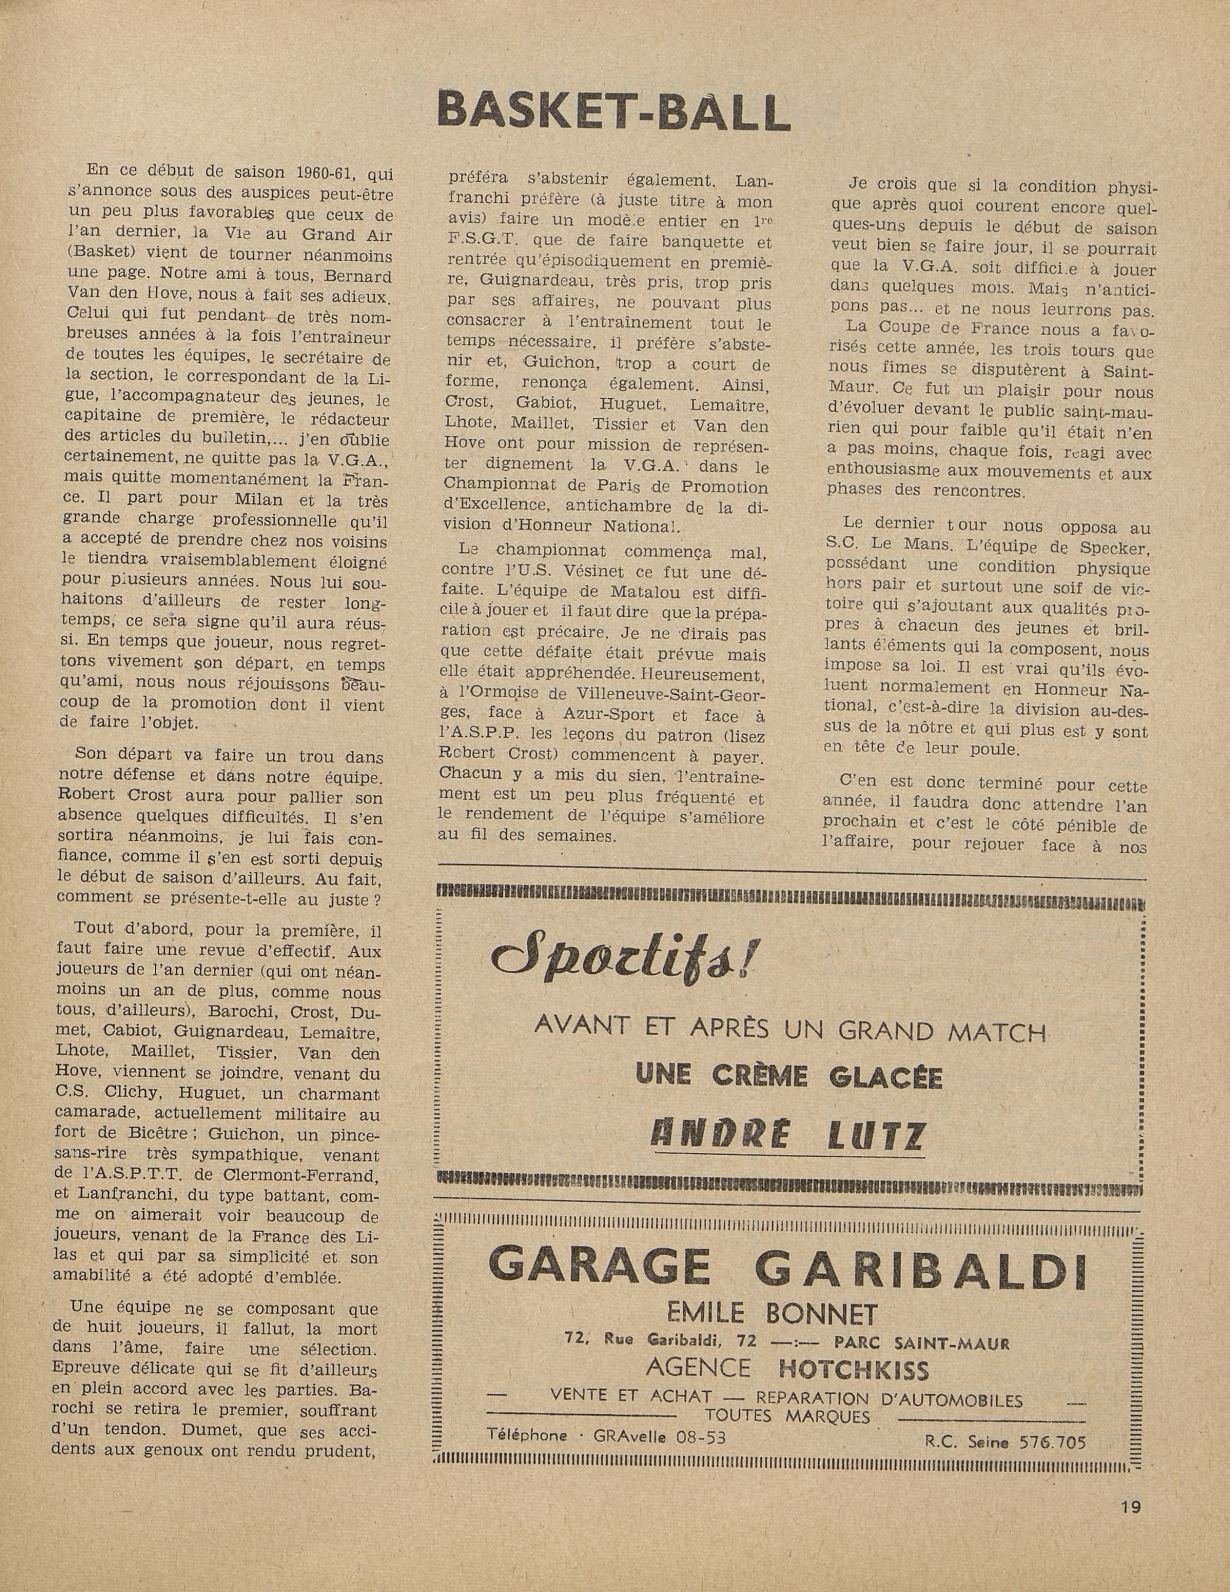 BASKET-BALL
En ce début de saison 1960-61, qui
s'annonce sous des auspices peut-être
un peu plus favorables que ceux de
l'an dernier, la Vie au Grand Air
(Basket) vient de tourner néanmoins
une page. Notre ami à tous, Bernard
Van den Hove, nous à fait ses adieux.
Celui qui fut pendant de très nom-
breuses années à la fois l'entraîneur
de toutes les équipes, le secrétaire de
la section, le correspondant de la Li-
gue, l'accompagnateur des jeunes, le
capitaine de première, le rédacteur
des articles du bulletin,... j'en oublie
certainement, ne quitte pas la V.G.A.,
mais quitte momentanément la Fran-
ce. Il part pour Milan et la très
grande charge professionnelle qu'il
a accepté de prendre chez nos voisins
le tiendra vraisemblablement éloigné
pour plusieurs années. Nous lui sou-
haitons d'ailleurs de rester long-
temps, ce sera signe qu'il aura réus-
si. En temps que joueur, nous regret-
tons vivement son départ, en temps
qu'ami, nous nous réjouissons beau-
coup de la promotion dont il vient
de faire l'objet.
Son départ va faire un trou dans
notre défense et dans notre équipe.
Robert Crost aura pour pallier son
absence quelques difficultés. Il s'en
sortira néanmoins, je lui fais con-
fiance, comme il s'en est sorti depuis
le début de saison d'ailleurs. Au fait,
comment se présente-t-elle au juste ?
Tout d'abord, pour la première, il
faut faire une revue d'effectif. Aux
joueurs de l'an dernier (qui ont néan-
moins un an de plus, comme nous
tous, d'ailleurs), Barochi, Crost, Du-
met, Cabiot, Guignardeau, Lemaître,
Lhote, Maillet, Tissier, Van den
Hove, viennent se joindre, venant du
C.S. Clichy, Huguet, un charmant
camarade, actuellement militaire au
fort de Bicêtre ; Guichon, un pince-
sans-rire très sympathique, venant
de l'A.S.P.T.T. de Clermont-Ferrand,
et Lanfranchi, du type battant, com-
me on aimerait voir beaucoup de
joueurs, venant de la France des Li-
las et qui par sa simplicité et son
amabilité a été adopté d'emblée.
Une équipe ne se composant que
de huit joueurs, il fallut, la mort
dans l'âme, faire une sélection.
Epreuve délicate qui se fit d'ailleurs
en plein accord avec les parties. Ba-
rochi se retira le premier, souffrant
d'un tendon. Dumet, que ses acci-
dents aux genoux ont rendu prudent,
préféra s'abstenir également. Lan-
franchi préfère (à juste titre à mon
avis) faire un modè.e entier en 1re
F.S.G.T. que de faire banquette et
rentrée qu'épisodiquement en premiè-
re, Guignardeau, très pris, trop pris
par ses affaires, ne pouvant plus
consacrer à l'entraînement tout le
temps nécessaire, il préfère s'abste-
nir et, Guichon, trop a court de
forme, renonça également. Ainsi,
Crost, Gabiot, Huguet, Lemaître,
Lhote, Maillet, Tissier et Van den
Hove ont pour mission de représen-
ter dignement la V.G.A. dans le
Championnat de Paris de Promotion
d'Excellence, antichambre de la di-
vision d'Honneur National.
Le championnat commença mal,
contre l'U.S. Vésinet ce fut une dé-
faite. L'équipe de Matalou est diffi-
cile à jouer et il faut dire que la prépa-
ration est précaire. Je ne dirais pas
que cette défaite était prévue mais
elle était appréhendée. Heureusement,
à l'Ormoise de Villeneuve-Saint-Geor-
ges, face à Azur-Sport et face à
l'A.S.P.P. les leçons du patron (lisez
Robert Crost) commencent à payer.
Chacun y a mis du sien, l'entraîne-
ment est un peu plus fréquenté et
le rendement de l'équipe s'améliore
au fil des semaines.
Je crois que si la condition physi-
que après quoi courent encore quel-
ques-uns depuis le début de saison
veut bien se faire jour, il se pourrait
que la V.G.A. soit diffici.e à jouer
dans quelques mois. Mais n'antici-
pons pas... et ne nous leurrons pas.
La Coupe de France nous a favo-
risés cette année, les trois tours que
nous fimes se disputèrent à Saint-
Maur. Ce fut un plaisir pour nous
d'évoluer devant le public saint-mau-
rien qui pour faible qu'il était n'en
a pas moins, chaque fois, réagi avec
enthousiasme aux mouvements et aux
phases des rencontres.
Le dernier tour nous opposa au
S.C. Le Mans. L'équipe de Specker,
possédant une condition physique
hors pair et surtout une soif de vic-
toire qui s'ajoutant aux qualités pro-
pres à chacun des jeunes et bril-
lants éléments qui la composent, nous
impose sa loi. Il est vrai qu'ils évo-
luent normalement en Honneur Na-
tional, c'est-à-dire la division au-des-
sus de la nôtre et qui plus est y sont
en tête de leur poule.
C'en est donc terminé pour cette
année, il faudra donc attendre l'an
prochain et c'est le côté pénible de
l'affaire, pour rejouer face à nos
Sportifs!
AVANT ET APRÈS UN GRAND MATCH
UNE CRÈME GLACÉE
ANDRÉ LUTZ
GARAGE GARIBALDI
EMILE BONNET
72, Rue Garibaldi, 72 —:— PARC SAINT-MAUR
AGENCE HOTCHKISS
— VENTE ET ACHAT — REPARATION D'AUTOMOBILES —
TOUTES MARQUES
Téléphone · GRAvelle 08-53 R.C. Seine 576.705
19